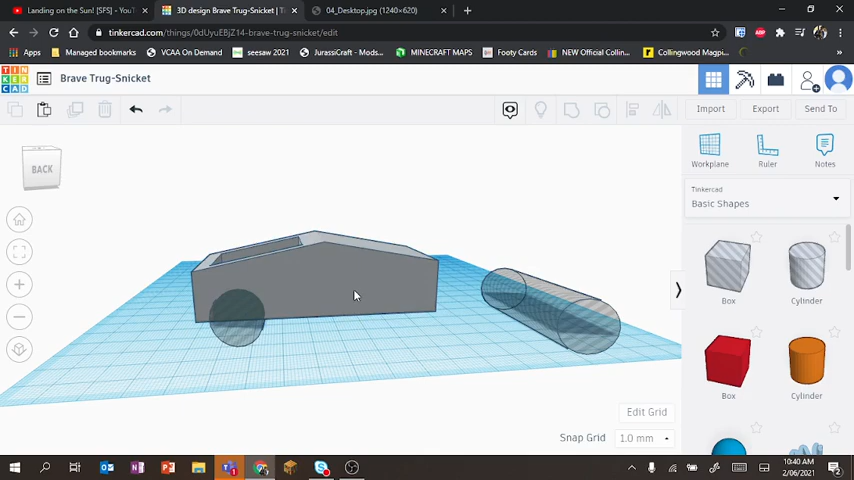 Landing on the Sun! [SFS] - YouT
3D design Brave Trug-Snicket | Ti
04_Desktop.jpg (1240×620)
tinkercad.com/things/0dUyuEBjZ14-brave-trug-snicket/edit
Apps
Managed bookmarks
VCAA On Demand
seesaw 2021
JurassiCraft - Mods...
MINECRAFT MAPS
Footy Cards
NEW Official Colling...
Collingwood Magpi...
TIN
KER
CAD
Brave Trug-Snicket
Import
Export
Send To
BACK
Workplane
Ruler
Notes
Tinkercad
Basic Shapes
Box
Cylinder
Box
Cylinder
Edit Grid
Snap Grid
1.0 mm
10:40 AM
2/06/2021